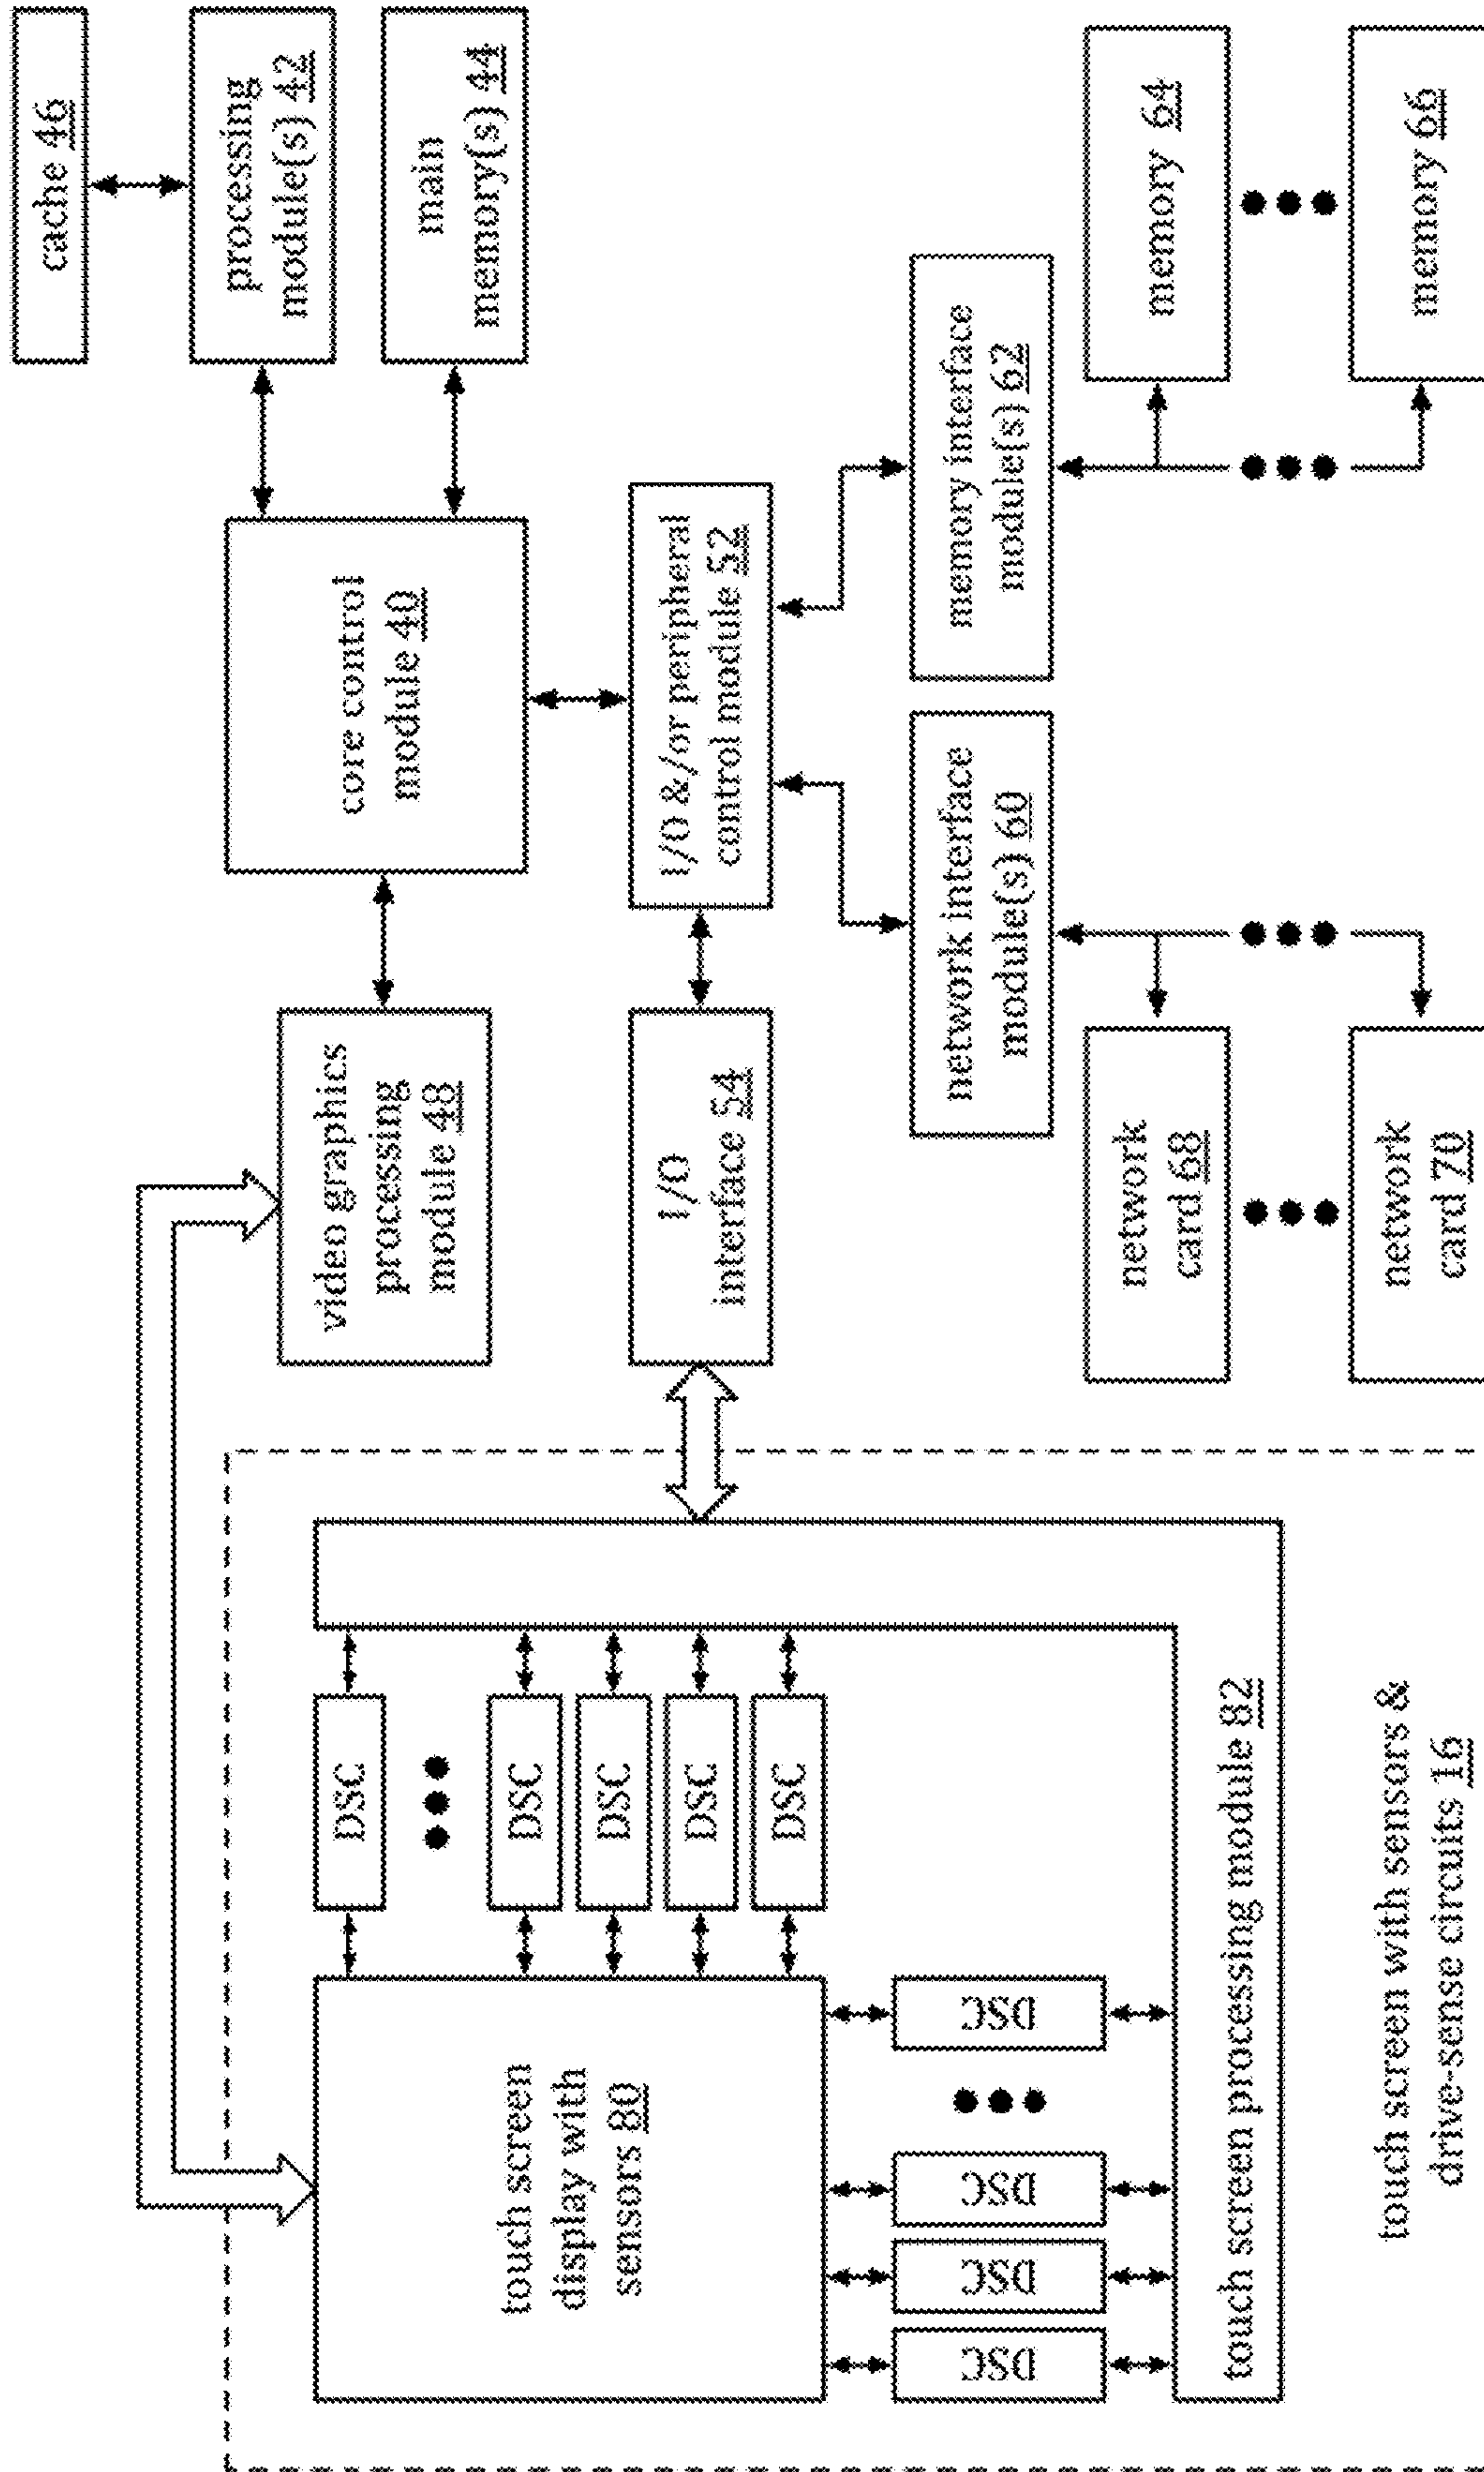 cache 46
processing
module(s) 42
main
memory(s) 44
core control
module 40
video graphics
processing
module 48
I/O &/or peripheral
control module 52
I/O
interface 54
memory interface
module(s) 62
network interface
module(s) 60
memory 64
memory 66
network
card 68
network
card 70
touch screen
display with
sensors 80
DSC
DSC
DSC
DSC
DSC
DSC
DSC
DSC
DSC
touch screen processing module 82
touch screen with sensors &
drive-sense circuits 16